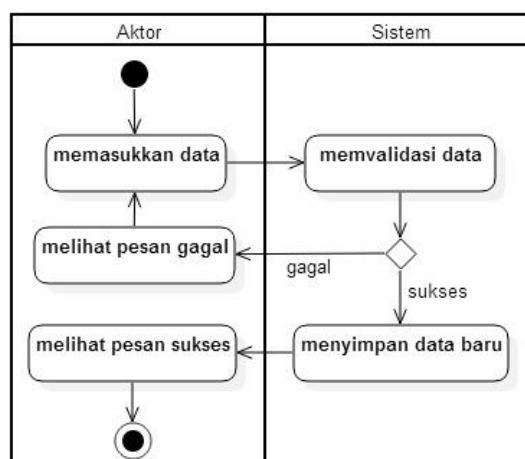 Aktor
Sistem
memasukkan data
memvalidasi data
melihat pesan gagal
gagal
sukses
melihat pesan sukses
menyimpan data baru